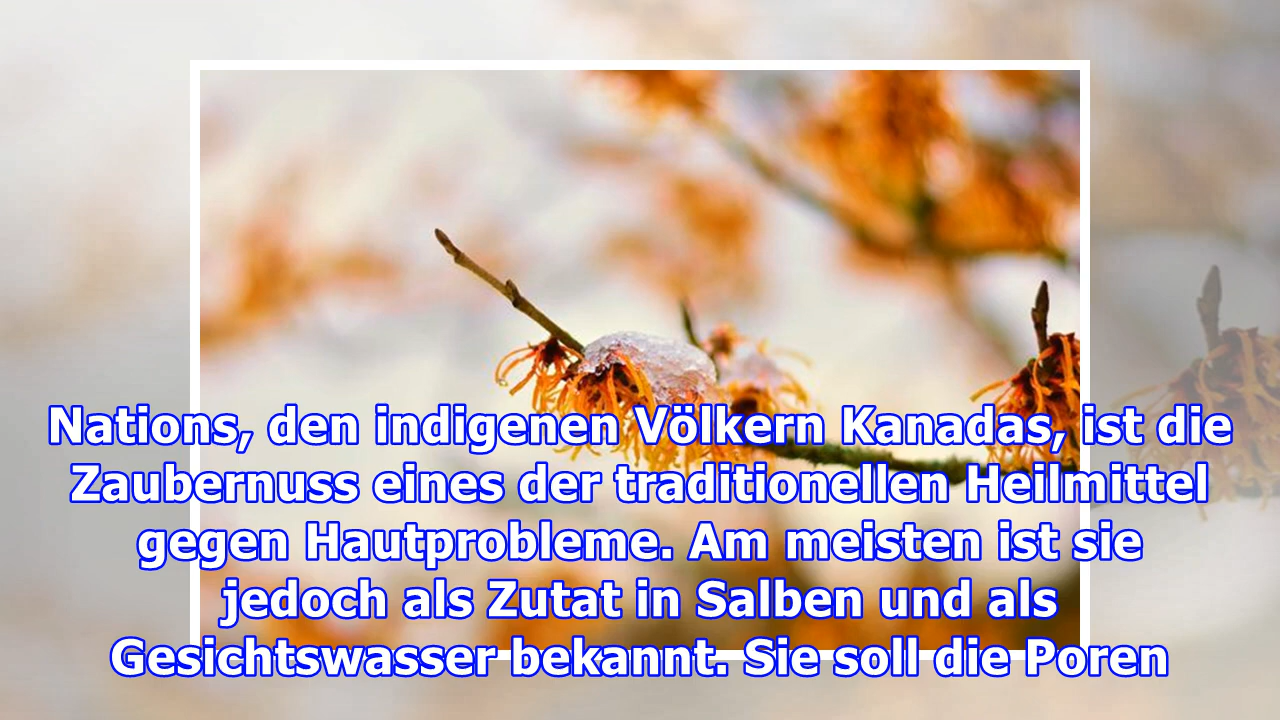 Nations, den indigenen Völkern Kanadas, ist die
Zaubernuss eines der traditionellen Heilmittel
gegen Hautprobleme. Am meisten ist sie
jedoch als Zutat in Salben und als
Gesichtswasser bekannt. Sie soll die Poren